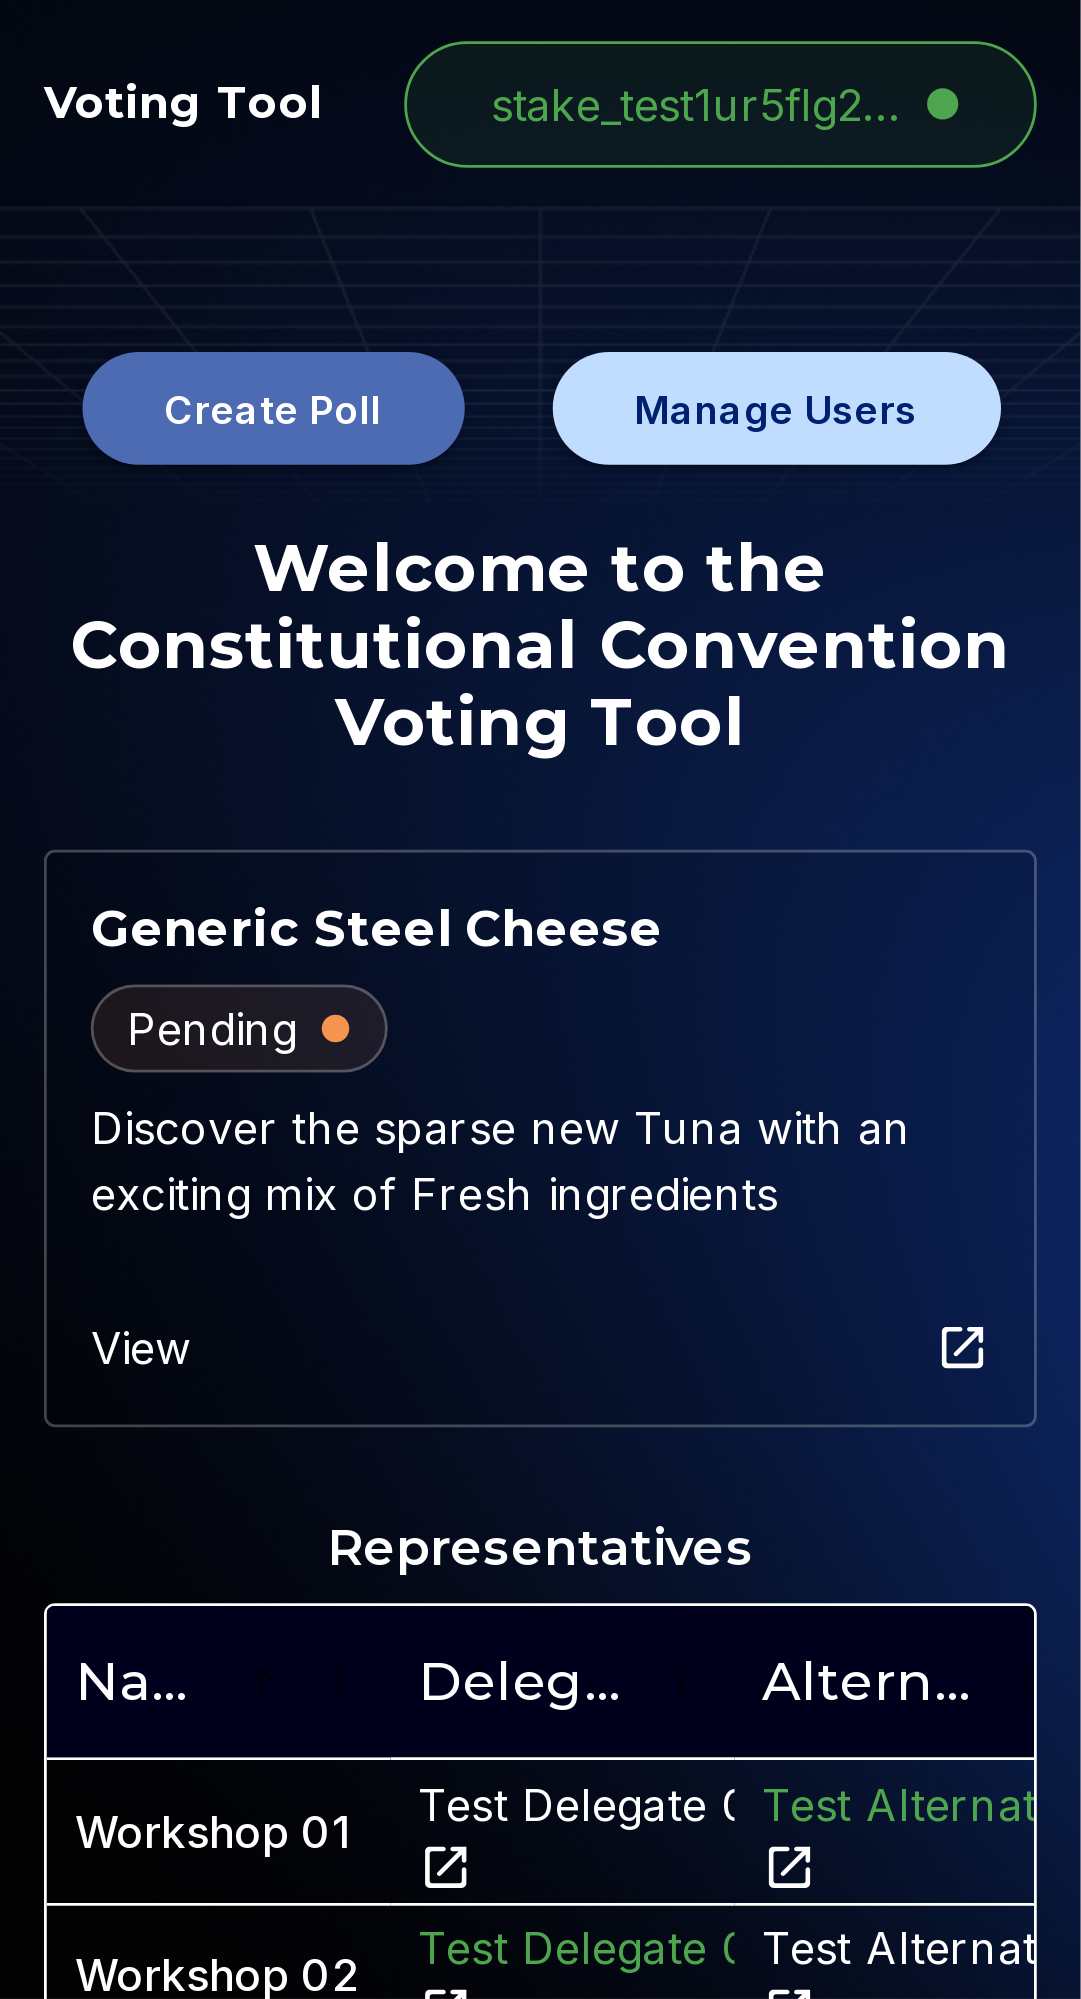 Voting Tool
stake_test1ur5flg2...
Create Poll
Manage Users
Welcome to the
Constitutional Convention
Voting Tool
Generic Steel Cheese
Pending
Discover the sparse new Tuna with an
exciting mix of Fresh ingredients
View
Representatives
Na... Deleg... Altern...
Workshop 01 Test Delegate Test Alternat
Workshop 02 Test Delegate Test Alternat